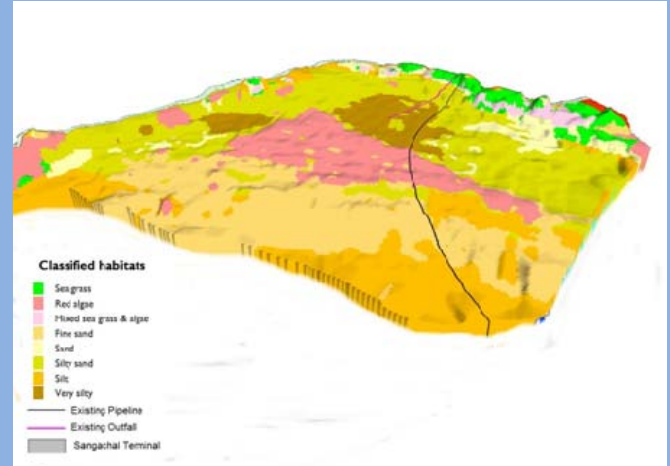 Classified habitats
Sea grass
Red algae
Mixed sea grass & algae
Fine sand
Sand
Silty sand
Silt
Very silty
Existing Pipeline
Existing Outfall
Sangachal Terminal